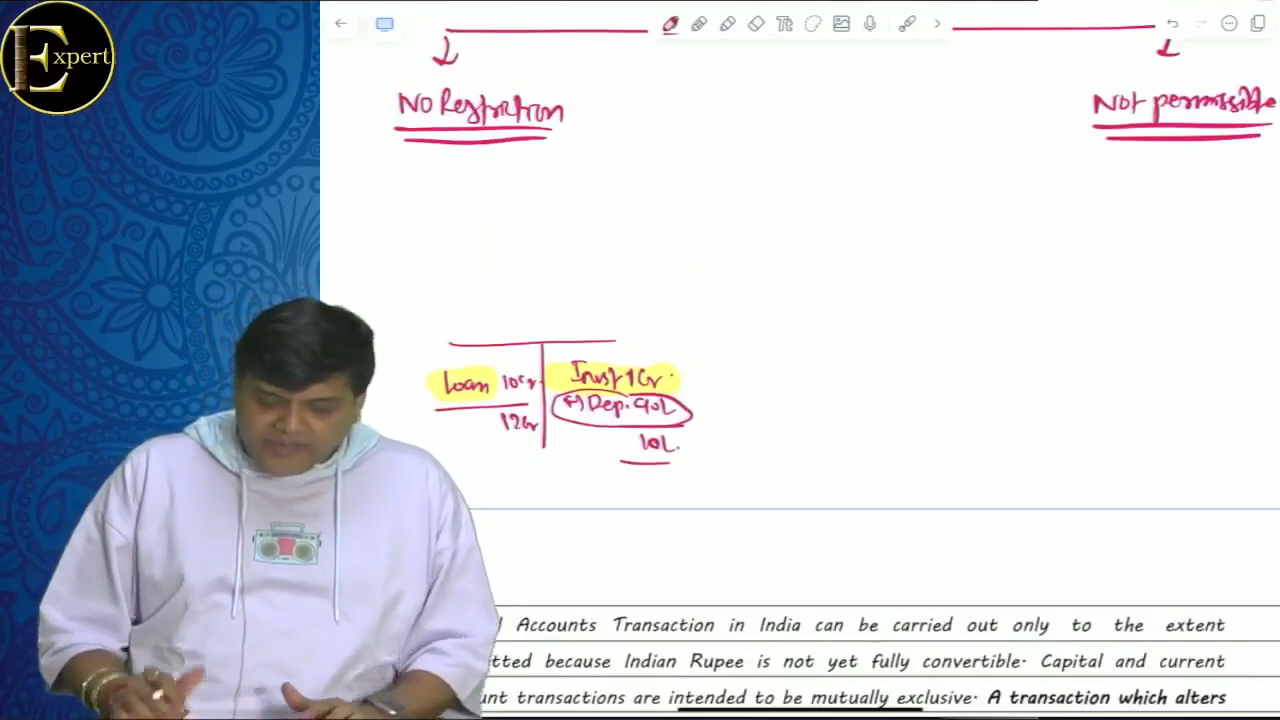 Expert
No Restriction
Not permissible
Loan 10Cr.
12Cr
Invst 1Cr.
(-) Dep. 90L
10L.
Accounts Transaction in India can be carried out only to the extent
because Indian Rupee is not yet fully convertible. Capital and current
transactions are intended to be mutually exclusive. A transaction which alters